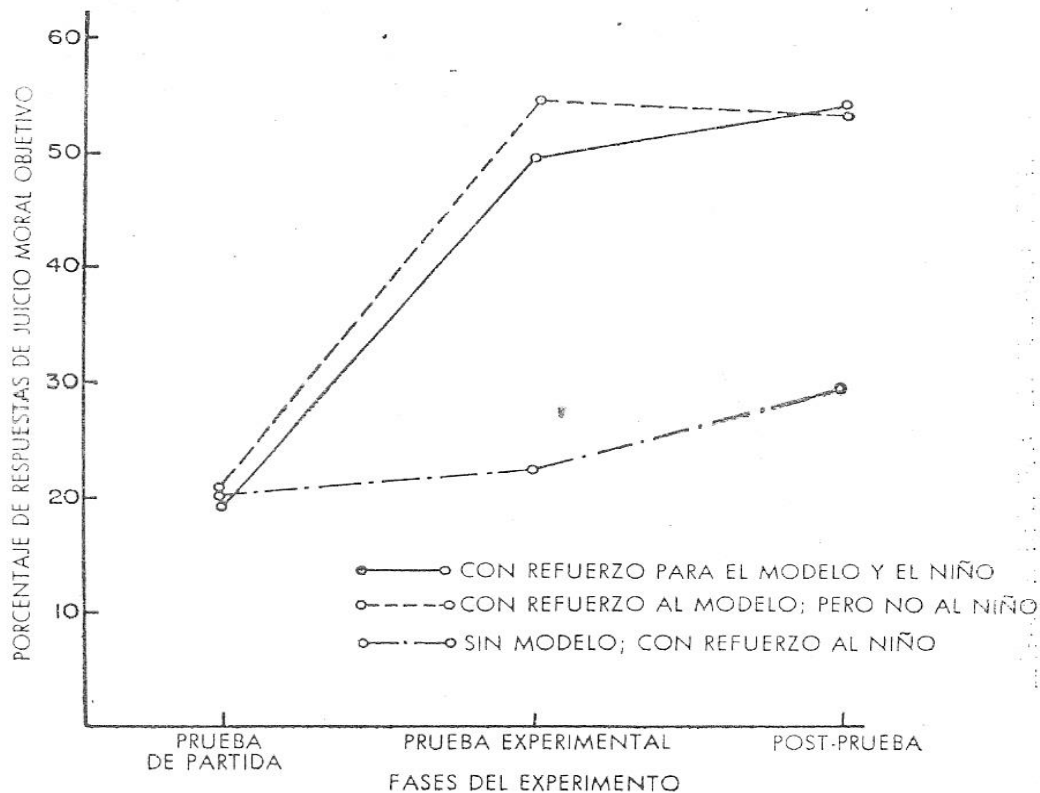 PORCENTAJE DE RESPUESTAS DE JUICIO MORAL OBJETIVO
60
50
40
30
20
10
CON REFUERZO PARA EL MODELO Y EL NIÑO
CON REFUERZO AL MODELO; PERO NO AL NIÑO
SIN MODELO; CON REFUERZO AL NIÑO
PRUEBA
DE PARTIDA
PRUEBA EXPERIMENTAL
POST-PRUEBA
FASES DEL EXPERIMENTO